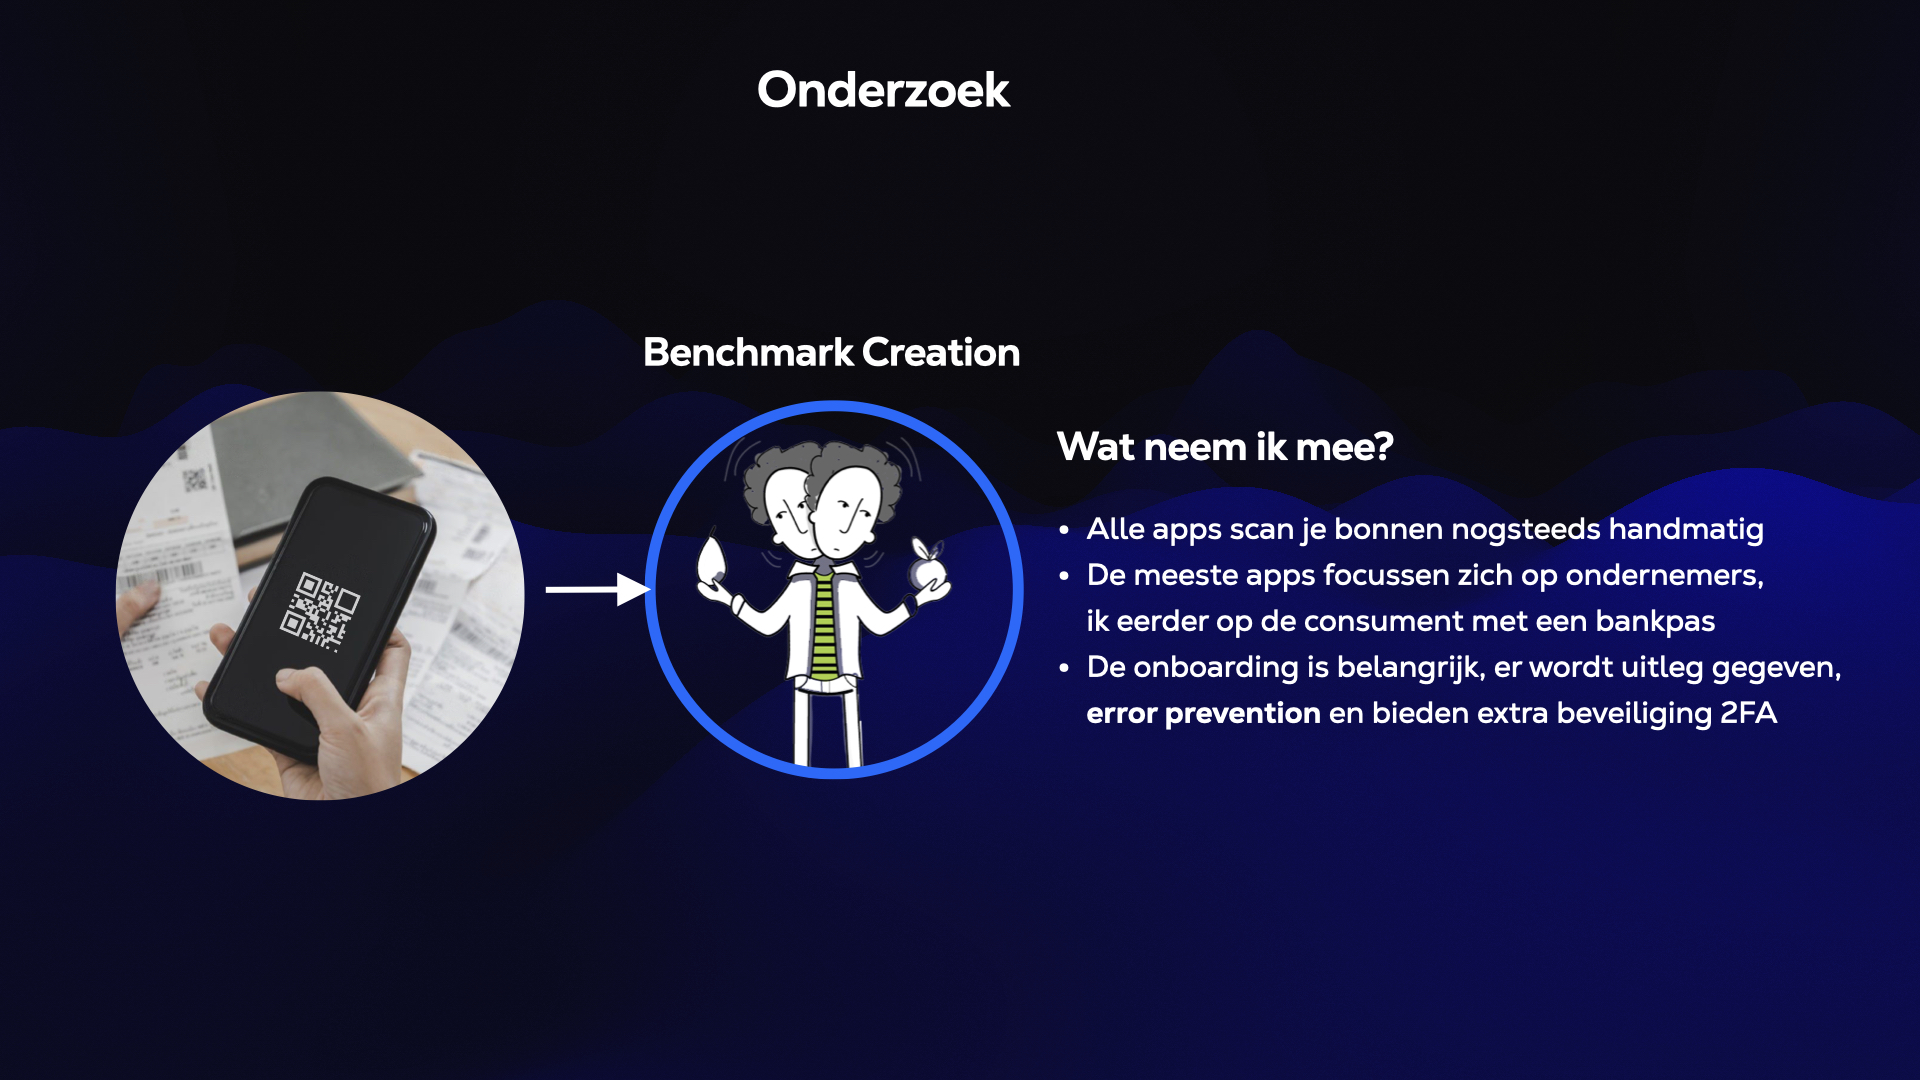 Onderzoek
Benchmark Creation
Wat neem ik mee?
• Alle apps scan je bonnen nogsteeds handmatig
• De meeste apps focussen zich op ondernemers,
ik eerder op de consument met een bankpas
• De onboarding is belangrijk, er wordt uitleg gegeven,
error prevention en bieden extra beveiliging 2FA